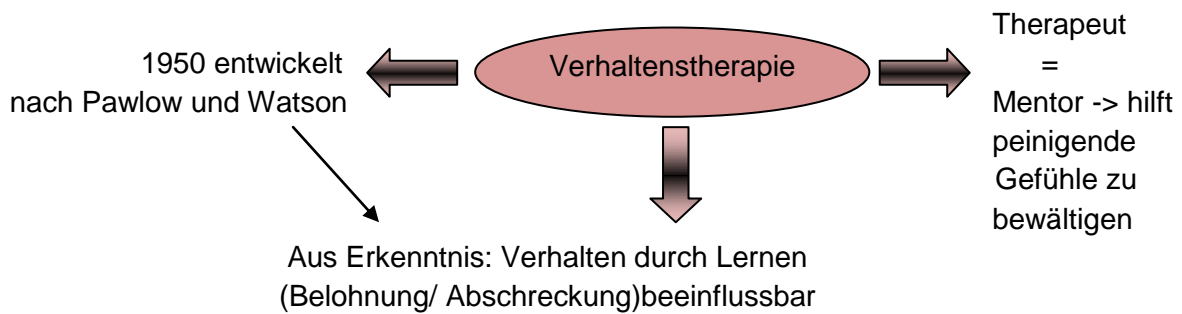 1950 entwickelt
nach Pawlow und Watson
Verhaltenstherapie
Therapeut
=
Mentor -> hilft
peinigende
Gefühle zu
bewältigen
Aus Erkenntnis: Verhalten durch Lernen
(Belohnung/ Abschreckung)beeinflussbar